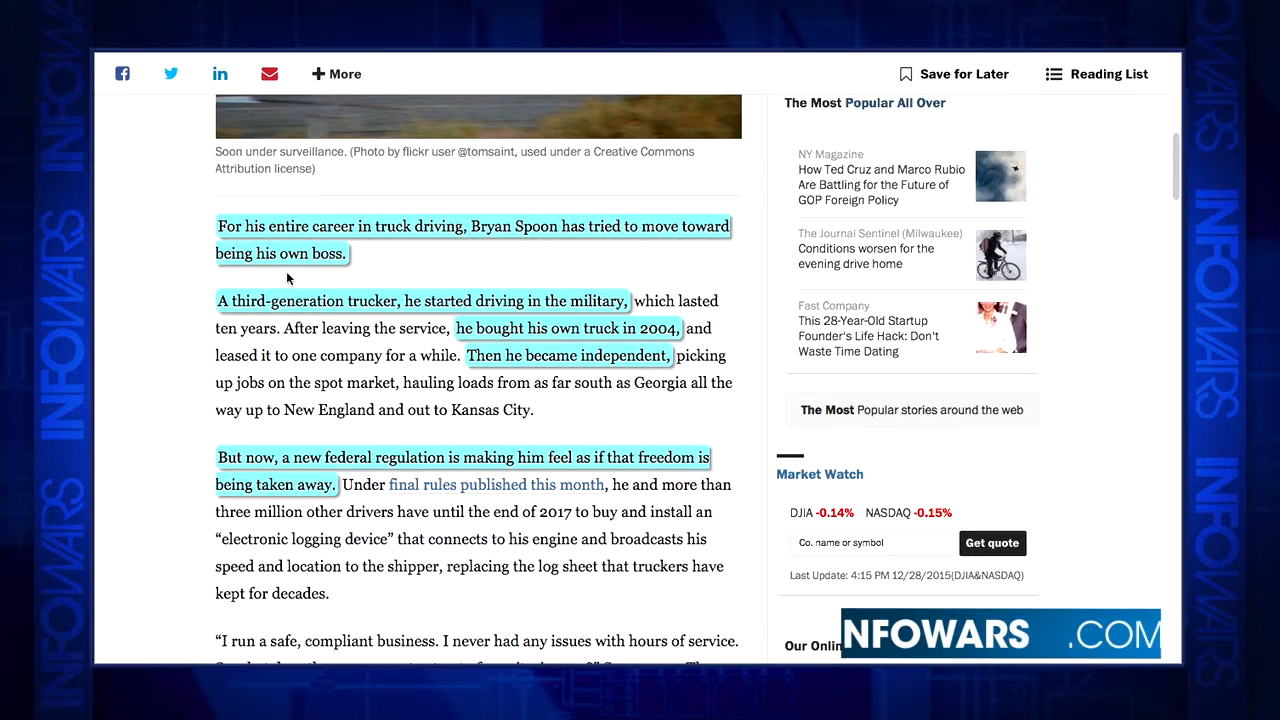 More
Save for Later
Reading List
Soon under surveillance. (Photo by flickr user @tomsaint, used under a Creative Commons
Attribution license)
For his entire career in truck driving, Bryan Spoon has tried to move toward
being his own boss.
A third-generation trucker, he started driving in the military, which lasted
ten years. After leaving the service, he bought his own truck in 2004, and
leased it to one company for a while. Then he became independent, picking
up jobs on the spot market, hauling loads from as far south as Georgia all the
way up to New England and out to Kansas City.
But now, a new federal regulation is making him feel as if that freedom is
being taken away. Under final rules published this month, he and more than
three million other drivers have until the end of 2017 to buy and install an
“electronic logging device” that connects to his engine and broadcasts his
speed and location to the shipper, replacing the log sheet that truckers have
kept for decades.
“I run a safe, compliant business. I never had any issues with hours of service.
The Most Popular All Over
NY Magazine
How Ted Cruz and Marco Rubio
Are Battling for the Future of
GOP Foreign Policy
The Journal Sentinel (Milwaukee)
Conditions worsen for the
evening drive home
Fast Company
This 28-Year-Old Startup
Founder's Life Hack: Don't
Waste Time Dating
The Most Popular stories around the web
Market Watch
DJIA -0.14% NASDAQ -0.15%
Co. name or symbol
Get quote
Last Update: 4:15 PM 12/28/2015(DJIA&NASDAQ)
Our Onlin
NFOWARS .COM
INFOWARS
INFOWARS
INFOWARS
INFOWARS